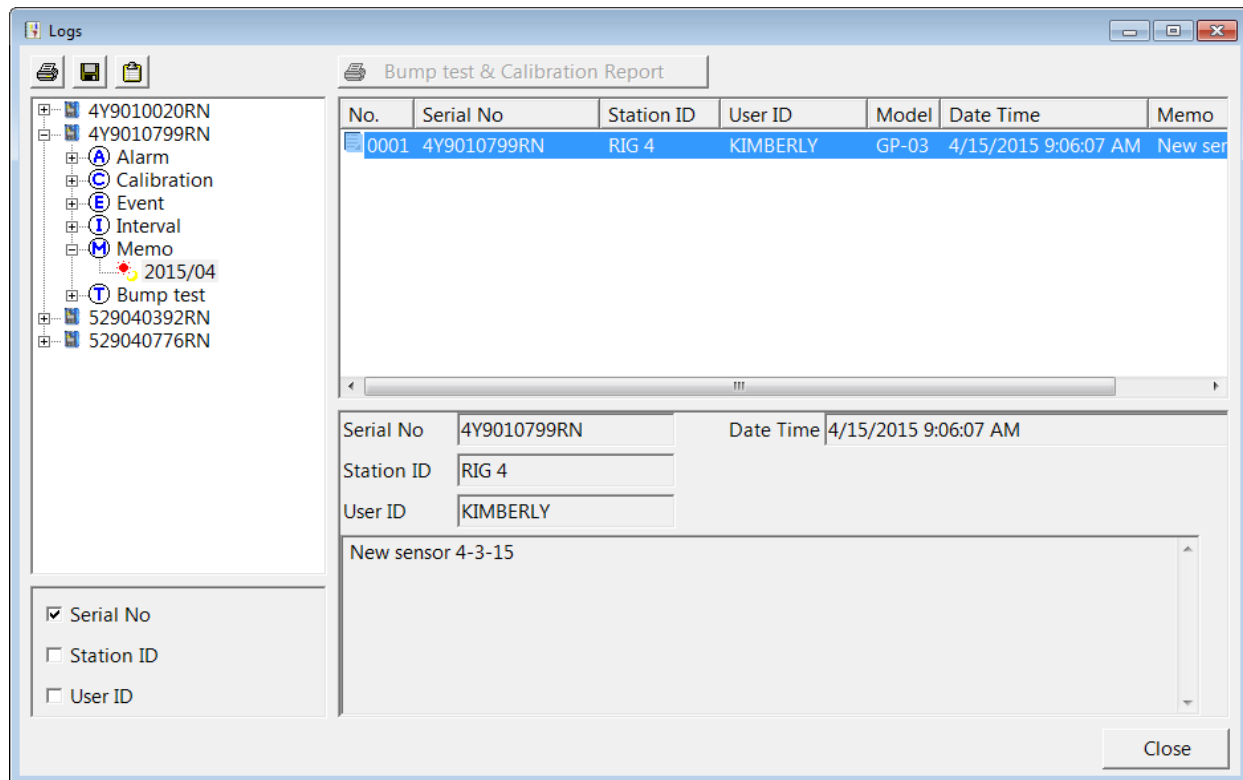 Logs
Bump test & Calibration Report
4Y9010020RN
4Y9010799RN
A Alarm
C Calibration
E Event
I Interval
M Memo
2015/04
T Bump test
529040392RN
529040776RN
Serial No
Station ID
User ID
No. Serial No Station ID User ID Model Date Time Memo
0001 4Y9010799RN RIG 4 KIMBERLY GP-03 4/15/2015 9:06:07 AM New ser
Serial No 4Y9010799RN Date Time 4/15/2015 9:06:07 AM
Station ID RIG 4
User ID KIMBERLY
New sensor 4-3-15
Close